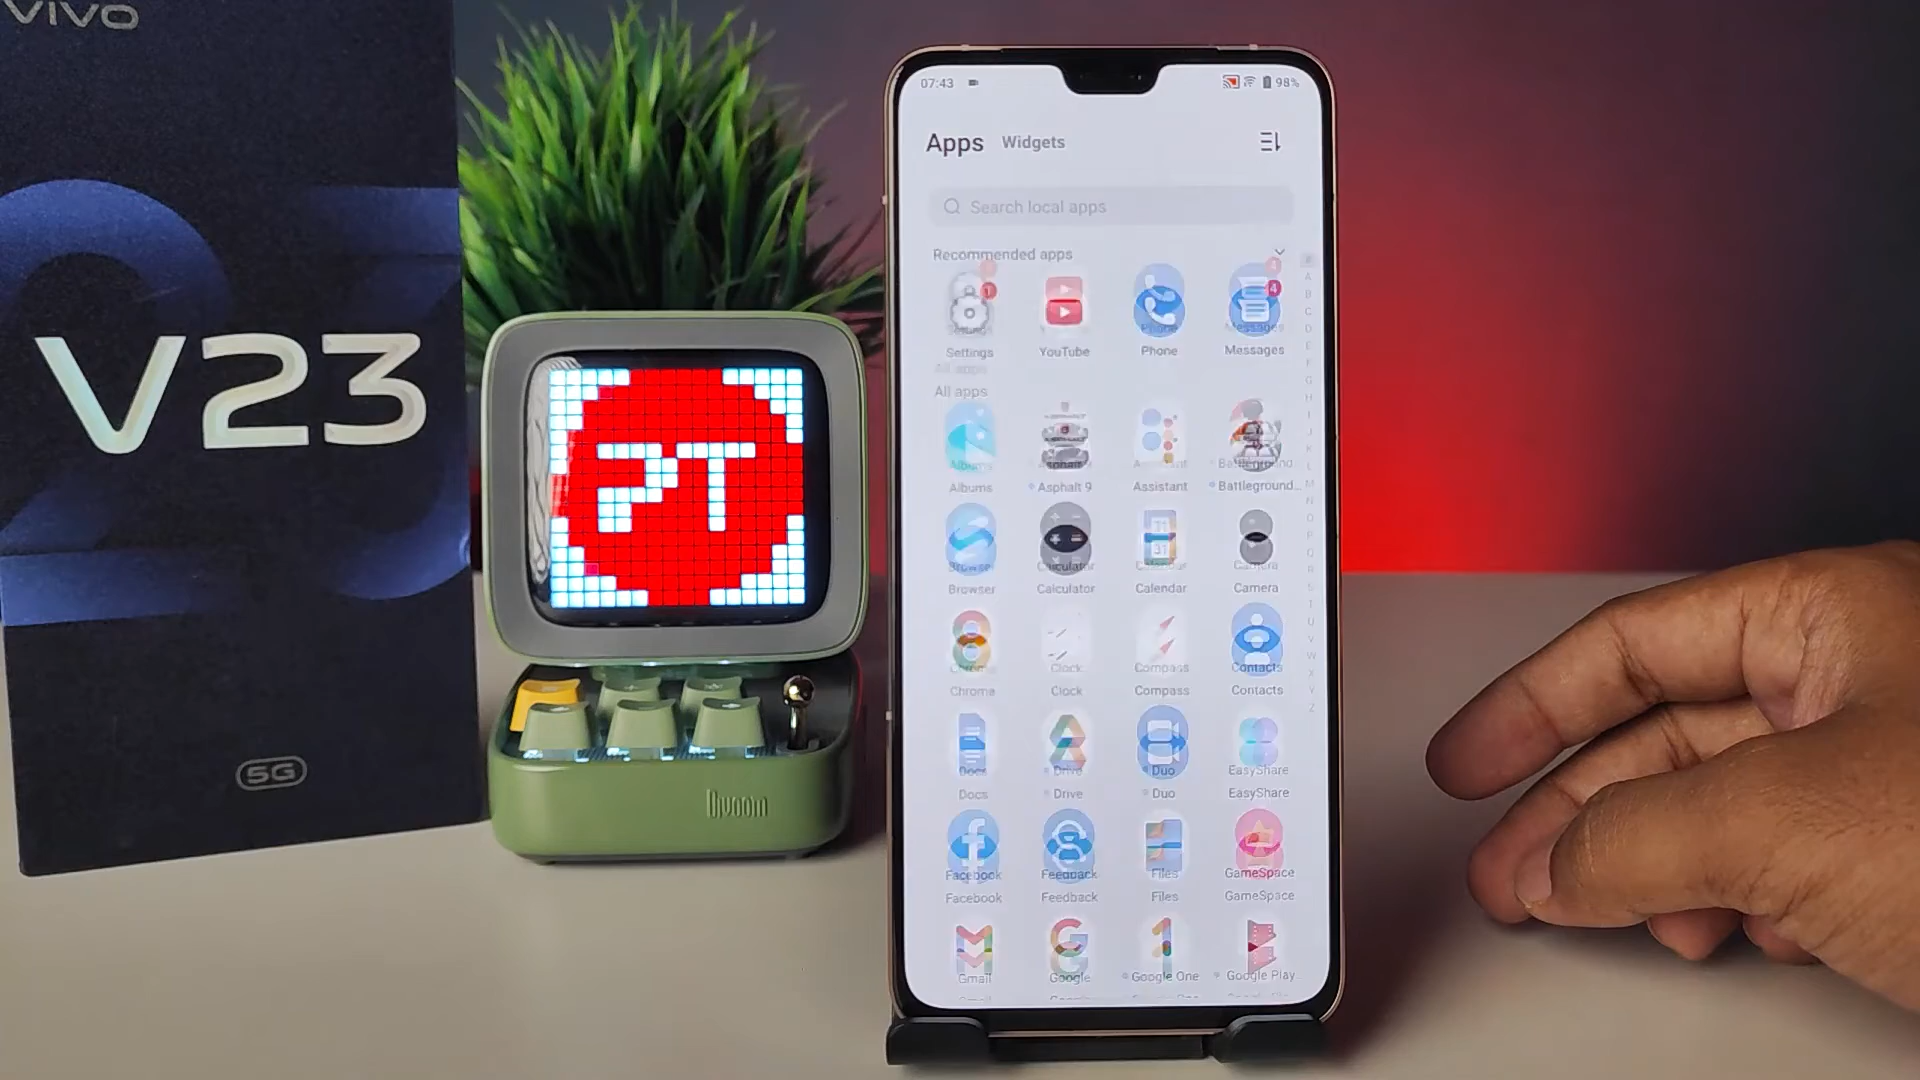 VIVO
V23
5G
PT
Divoom
07:43
98%
Apps Widgets
Search local apps
Recommended apps
Settings YouTube Phone Messages
All apps
Albums Asphalt 9 Assistant Battleground...
Browser Calculator Calendar Camera
Chrome Clock Compass Contacts
Docs Drive Duo EasyShare
Facebook Feedback Files GameSpace
Gmail Google Google One Google Play